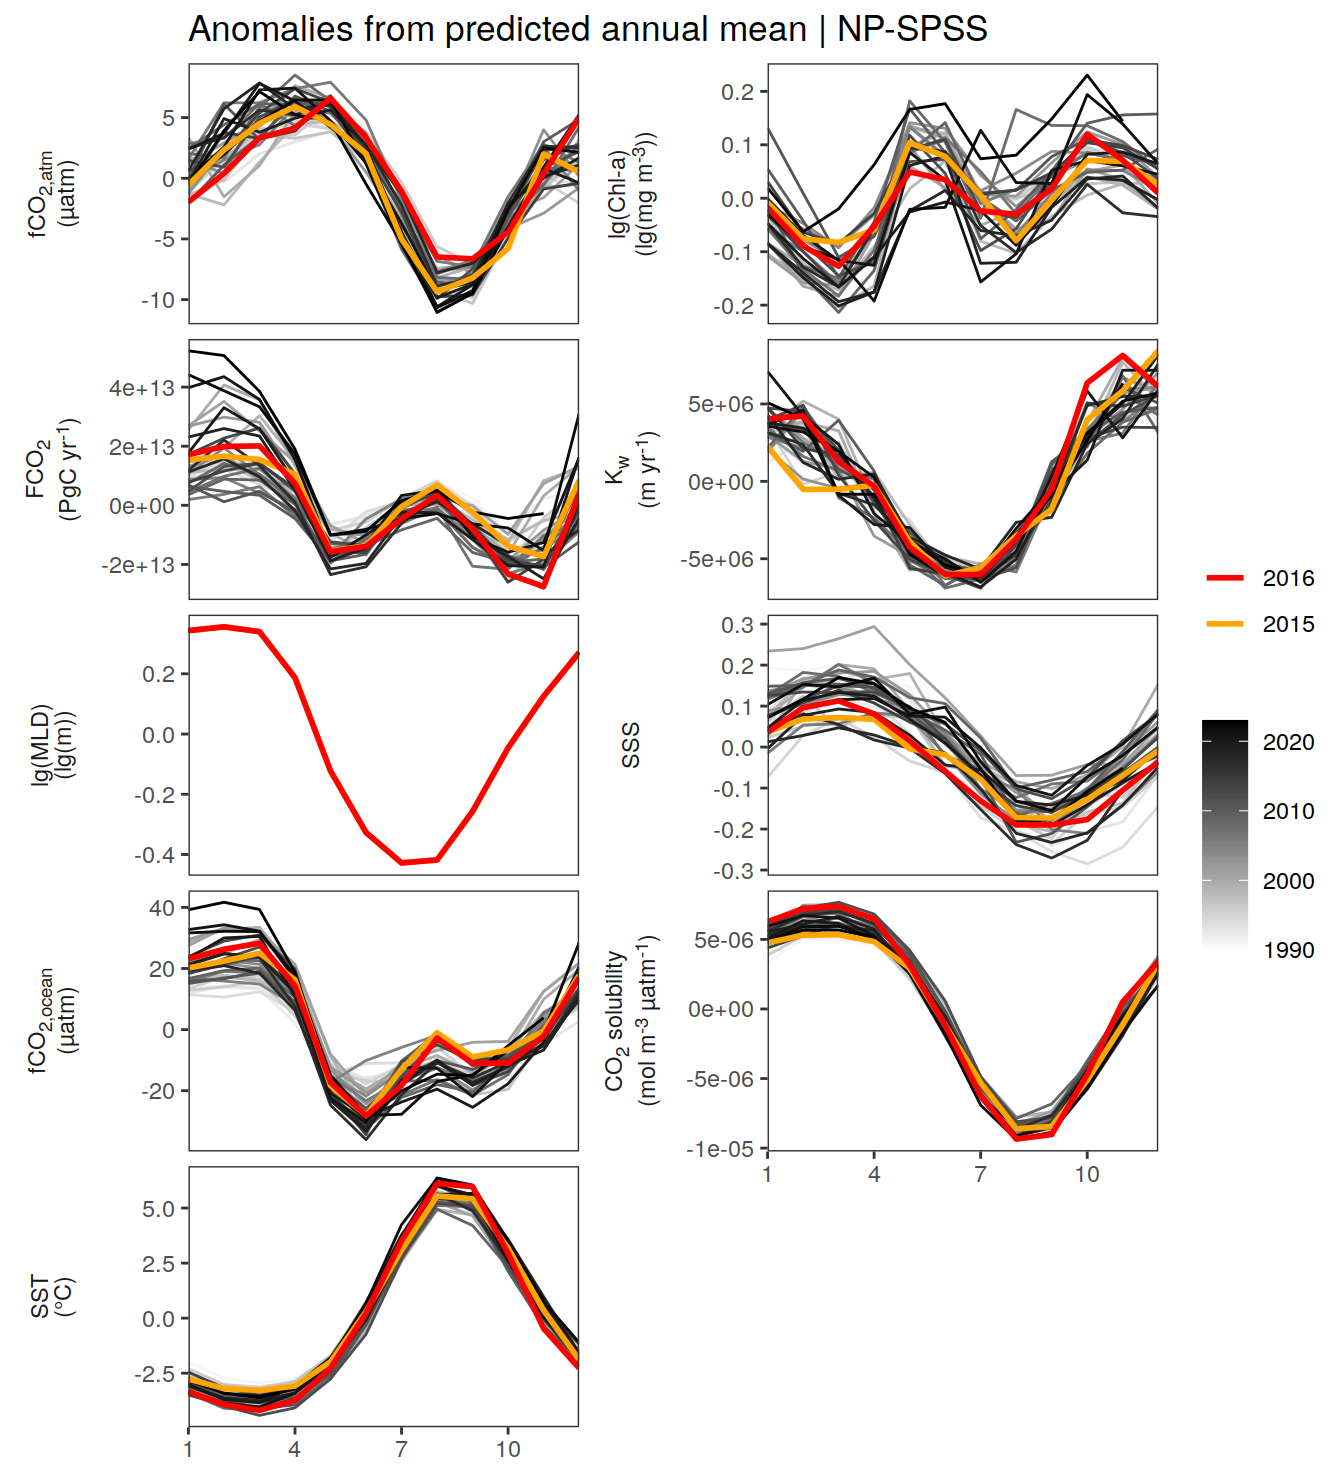 Anomalies from predicted annual mean | NP-SPSS
fCO2,atm
(µatm)
5
0
-5
-10
lg(Chl-a)
(lg(mg m-3))
0.2
0.1
0.0
-0.1
-0.2
FCO2
(PgC yr-1)
4e+13
2e+13
0e+00
-2e+13
Kw
(m yr-1)
5e+06
0e+00
-5e+06
lg(MLD)
(lg(m))
0.2
0.0
-0.2
-0.4
SSS
0.3
0.2
0.1
0.0
-0.1
-0.2
-0.3
fCO2,ocean
(µatm)
40
20
0
-20
CO2 solubility
(mol m-3 µatm-1)
5e-06
0e+00
-5e-06
-1e-05
1 4 7 10
SST
(°C)
5.0
2.5
0.0
-2.5
1 4 7 10
2016
2015
2020
2010
2000
1990